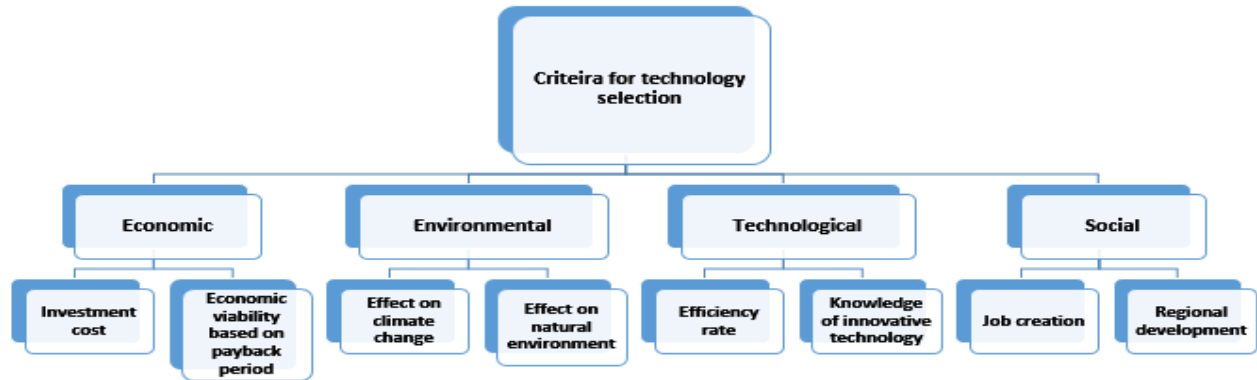 Criteira for technology
selection
Economic
Environmental
Technological
Social
Investment
cost
Economic
viability
based on
payback
period
Effect on
climate
change
Effect on
natural
environment
Efficiency
rate
Knowledge
of innovative
technology
Job creation
Regional
development